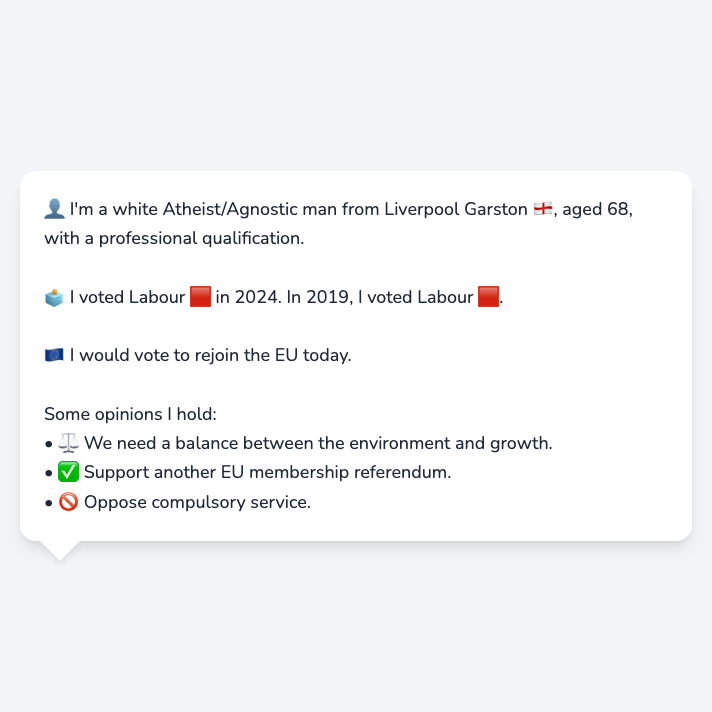 👤 I'm a white Atheist/Agnostic man from Liverpool Garston 🏴󠁧󠁢󠁥󠁮󠁧󠁿, aged 68,
with a professional qualification.
🗳️ I voted Labour 🟥 in 2024. In 2019, I voted Labour 🟥.
🇪🇺 I would vote to rejoin the EU today.
Some opinions I hold:
• ⚖️ We need a balance between the environment and growth.
• ✅ Support another EU membership referendum.
• 🚫 Oppose compulsory service.